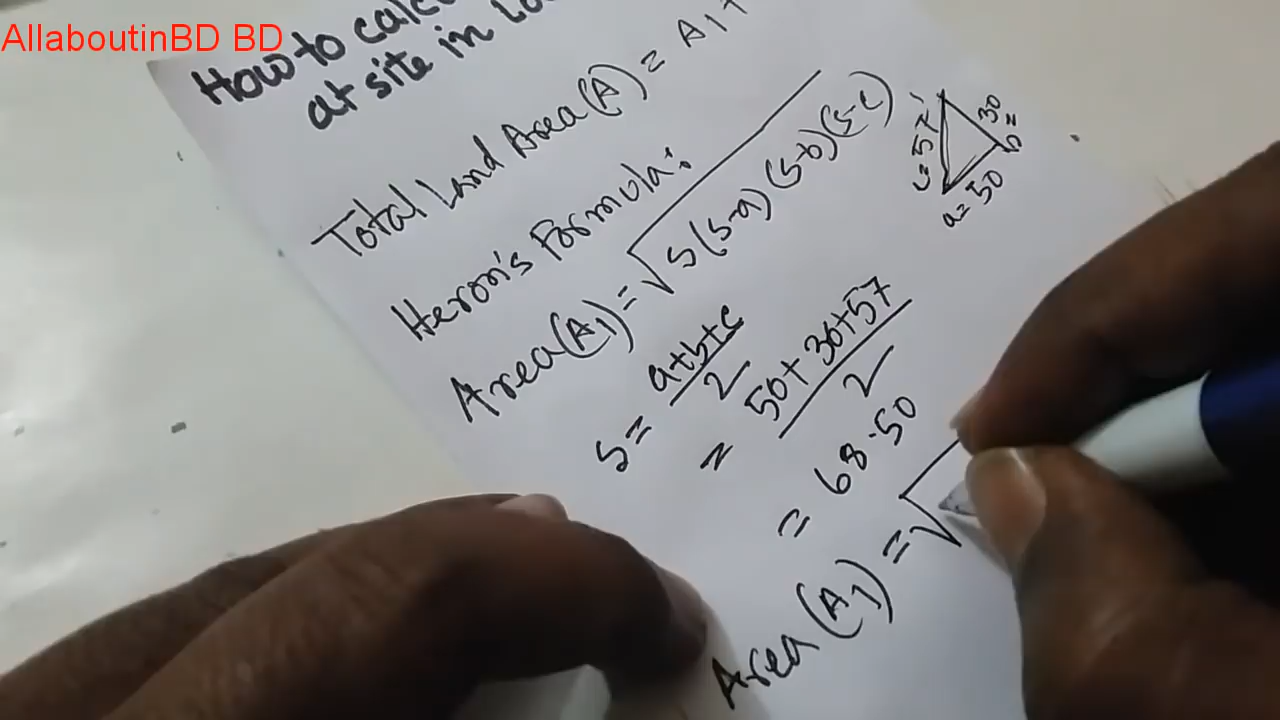 AllaboutinBD BD
How to calc
at site in
Total Land Area (A) = A1 +
Heron's Formula:
Area (A1) = √s(s-a)(s-b)(s-c)
c = 57'
30
b =
a = 50
s = a+b+c / 2
= 50+30+57 / 2
= 68.50
Area (A1) = √